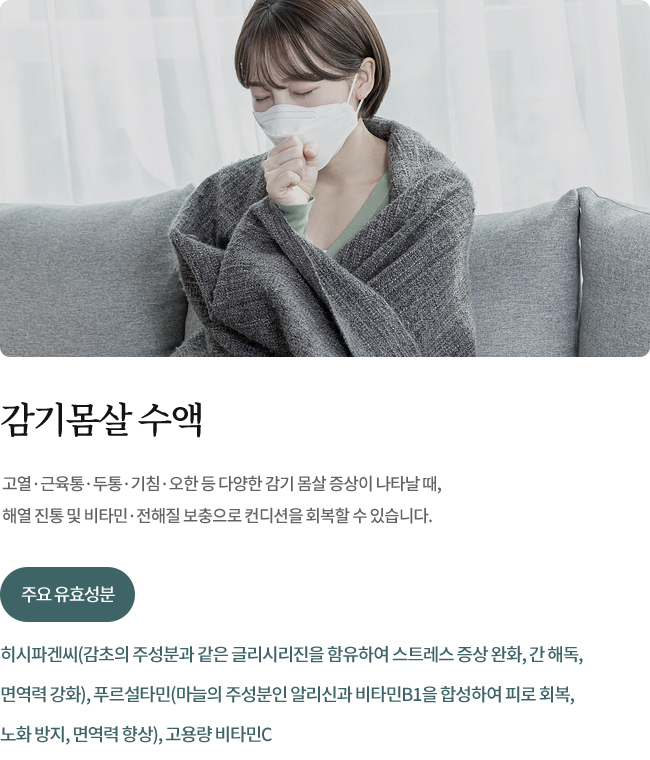 감기몸살 수액
고열·근육통·두통·기침·오한 등 다양한 감기 몸살 증상이 나타날 때,
해열 진통 및 비타민·전해질 보충으로 컨디션을 회복할 수 있습니다.
주요 유효성분
히시파겐씨(감초의 주성분과 같은 글리시리진을 함유하여 스트레스 증상 완화, 간 해독,
면역력 강화), 푸르설타민(마늘의 주성분인 알리신과 비타민B1을 합성하여 피로 회복,
노화 방지, 면역력 향상), 고용량 비타민C